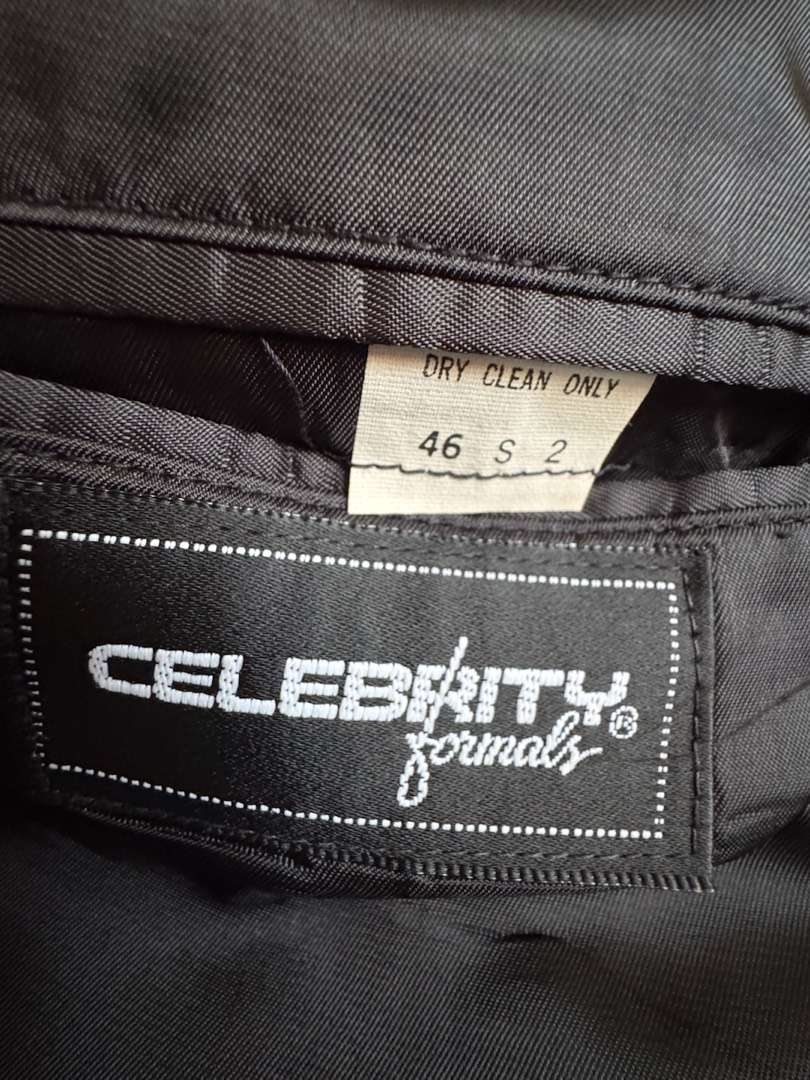 DRY CLEAN ONLY
46 S 2
CELEBRITY®
formals